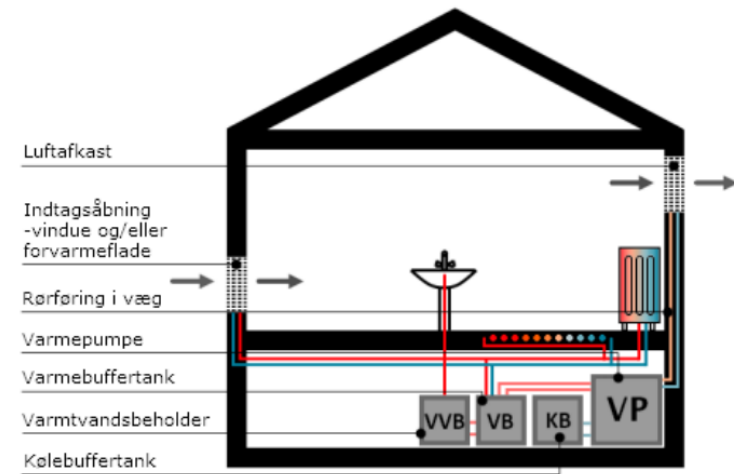 Luftafkast
Indtagsåbning
-vindue og/eller
forvarmeflade
Rørføring i væg
Varmepumpe
Varmebuffertank
Varmtvandsbeholder
Kølebuffertank
VVB
VB
KB
VP